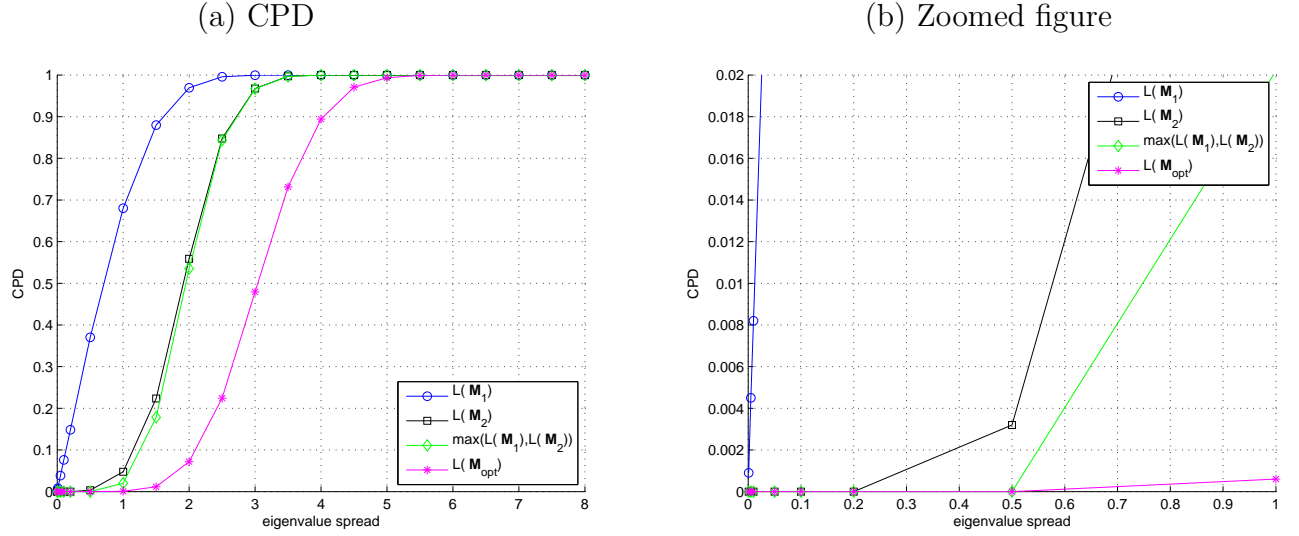 (a) CPD
1
0.9
0.8
0.7
0.6
0.5
0.4
0.3
0.2
0.1
0
CPD
0 1 2 3 4 5 6 7 8
eigenvalue spread
L( M1)
L( M2)
max(L( M1),L( M2))
L( Mopt)
(b) Zoomed figure
0.02
0.018
0.016
0.014
0.012
0.01
0.008
0.006
0.004
0.002
0
CPD
0 0.1 0.2 0.3 0.4 0.5 0.6 0.7 0.8 0.9 1
eigenvalue spread
L( M1)
L( M2)
max(L( M1),L( M2))
L( Mopt)